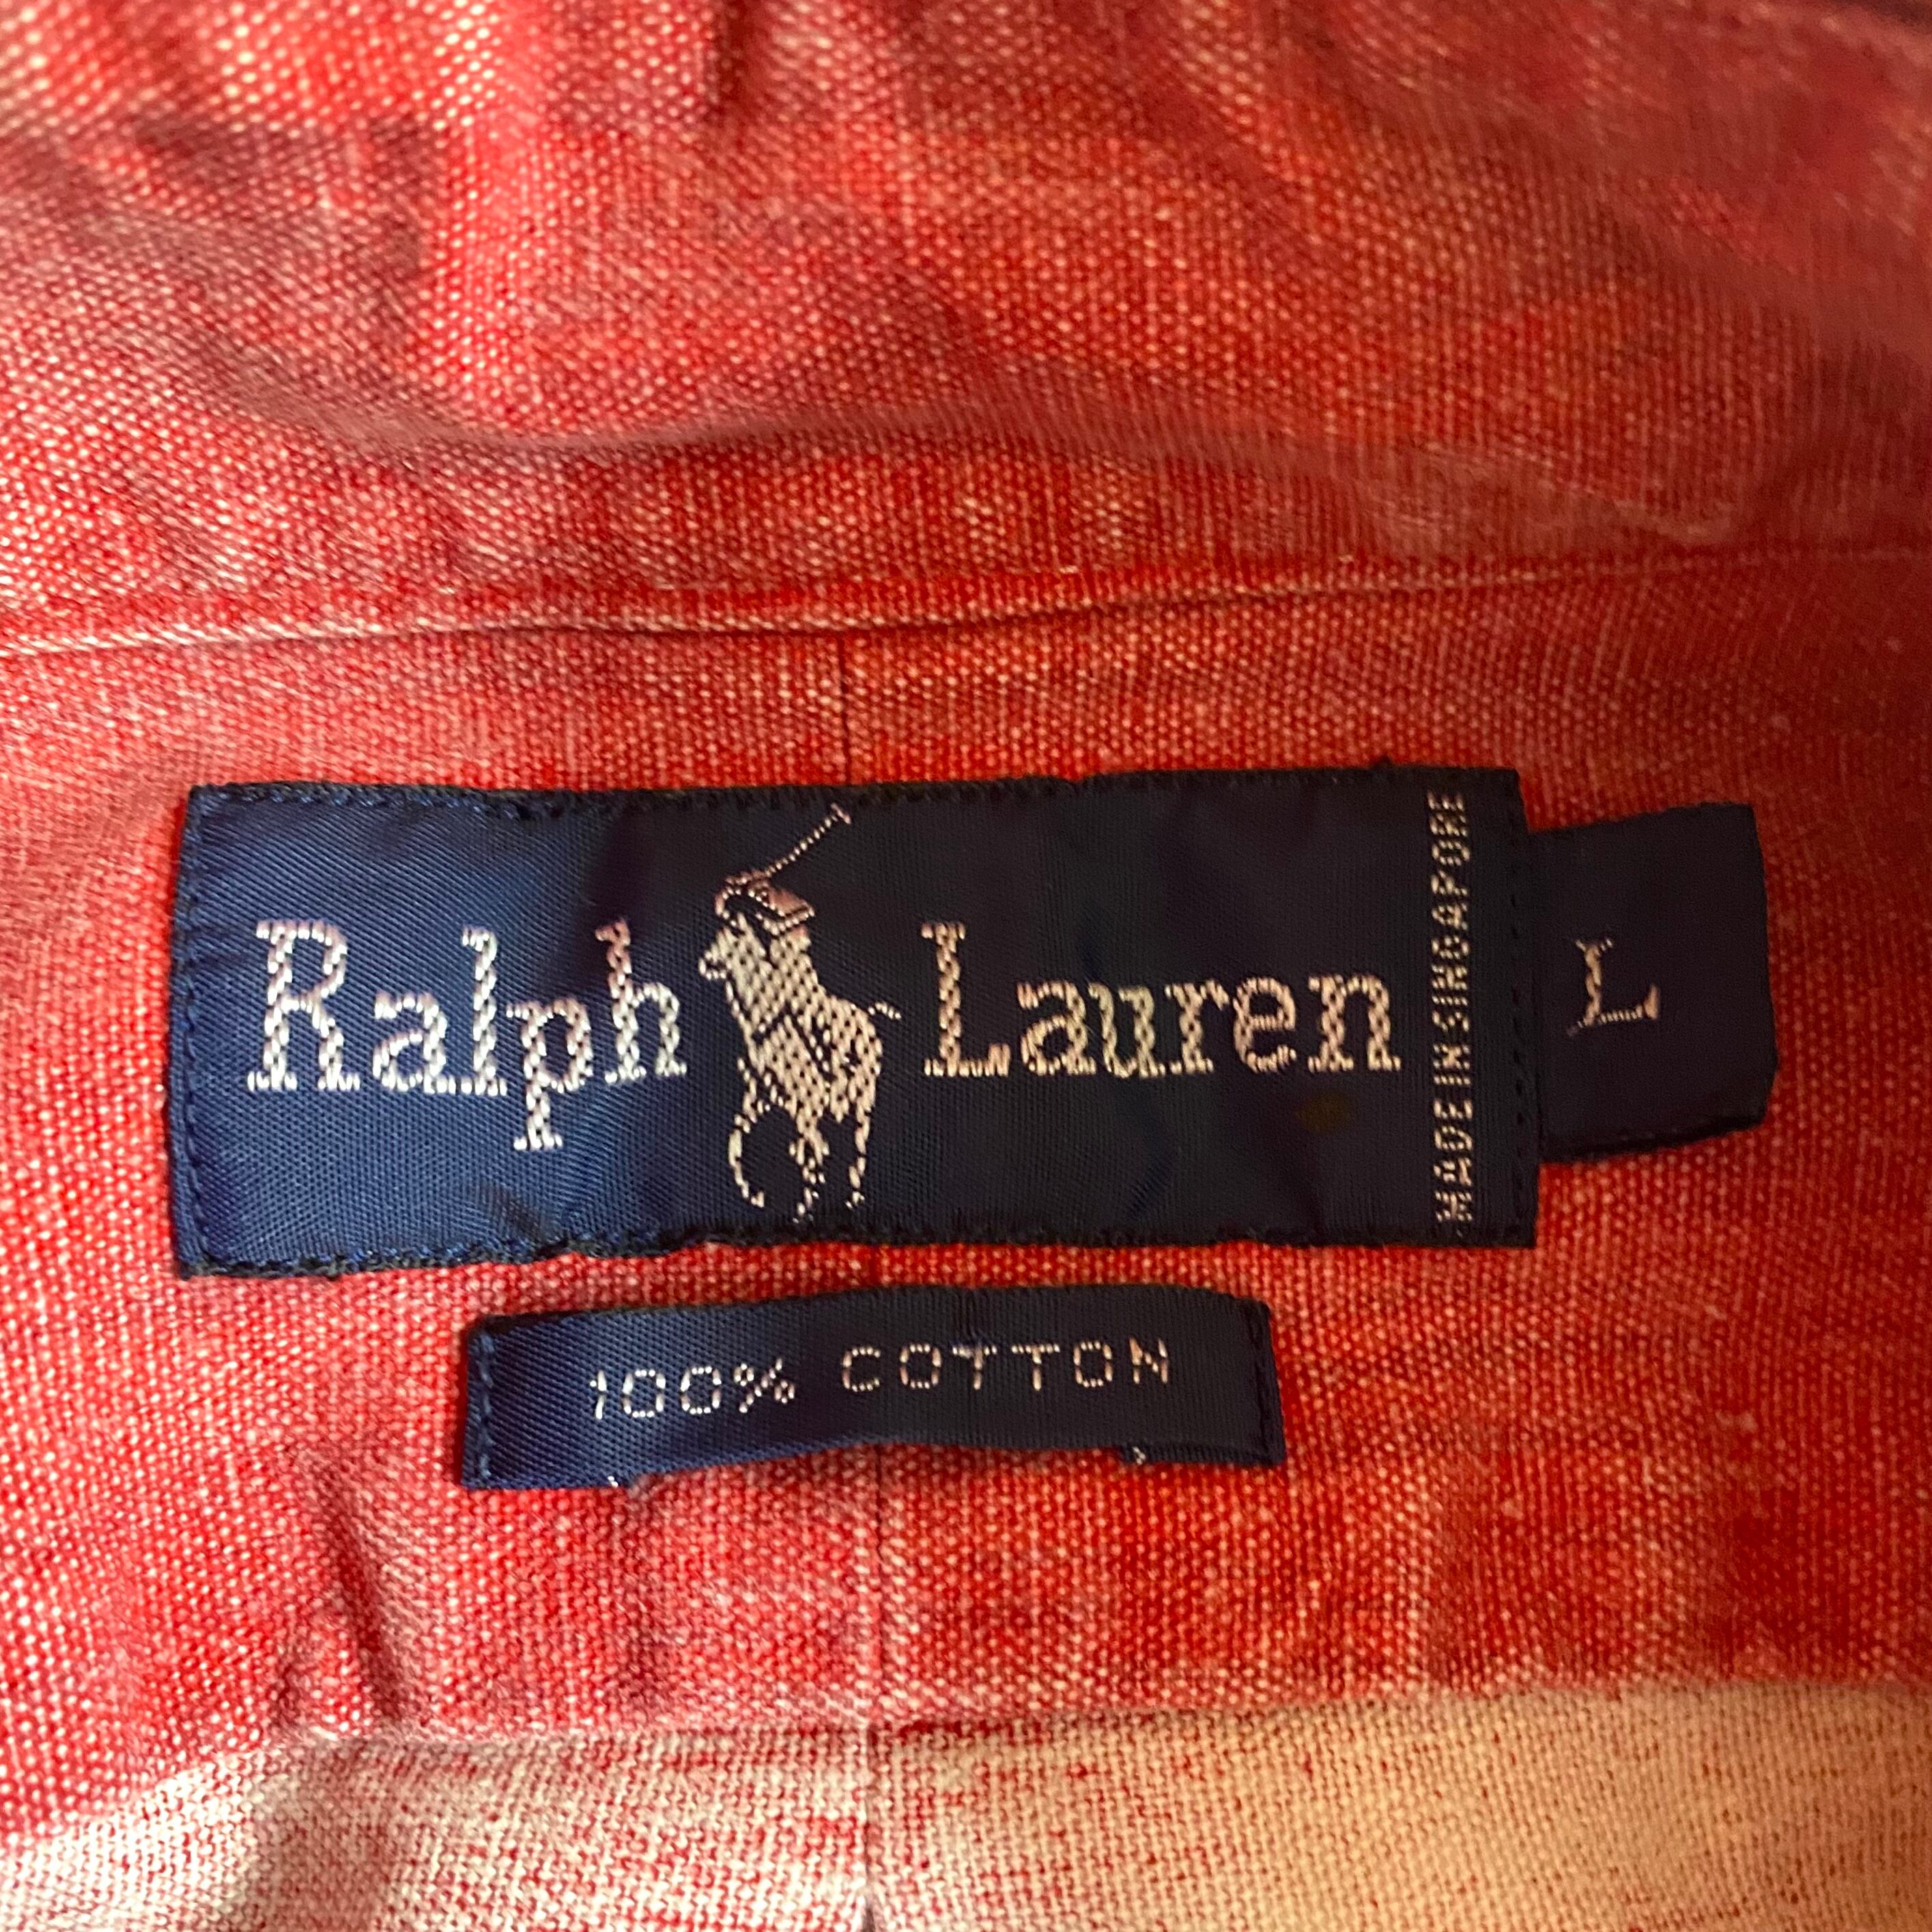 Ralph Lauren
MADE IN SINGAPORE
L
100% COTTON